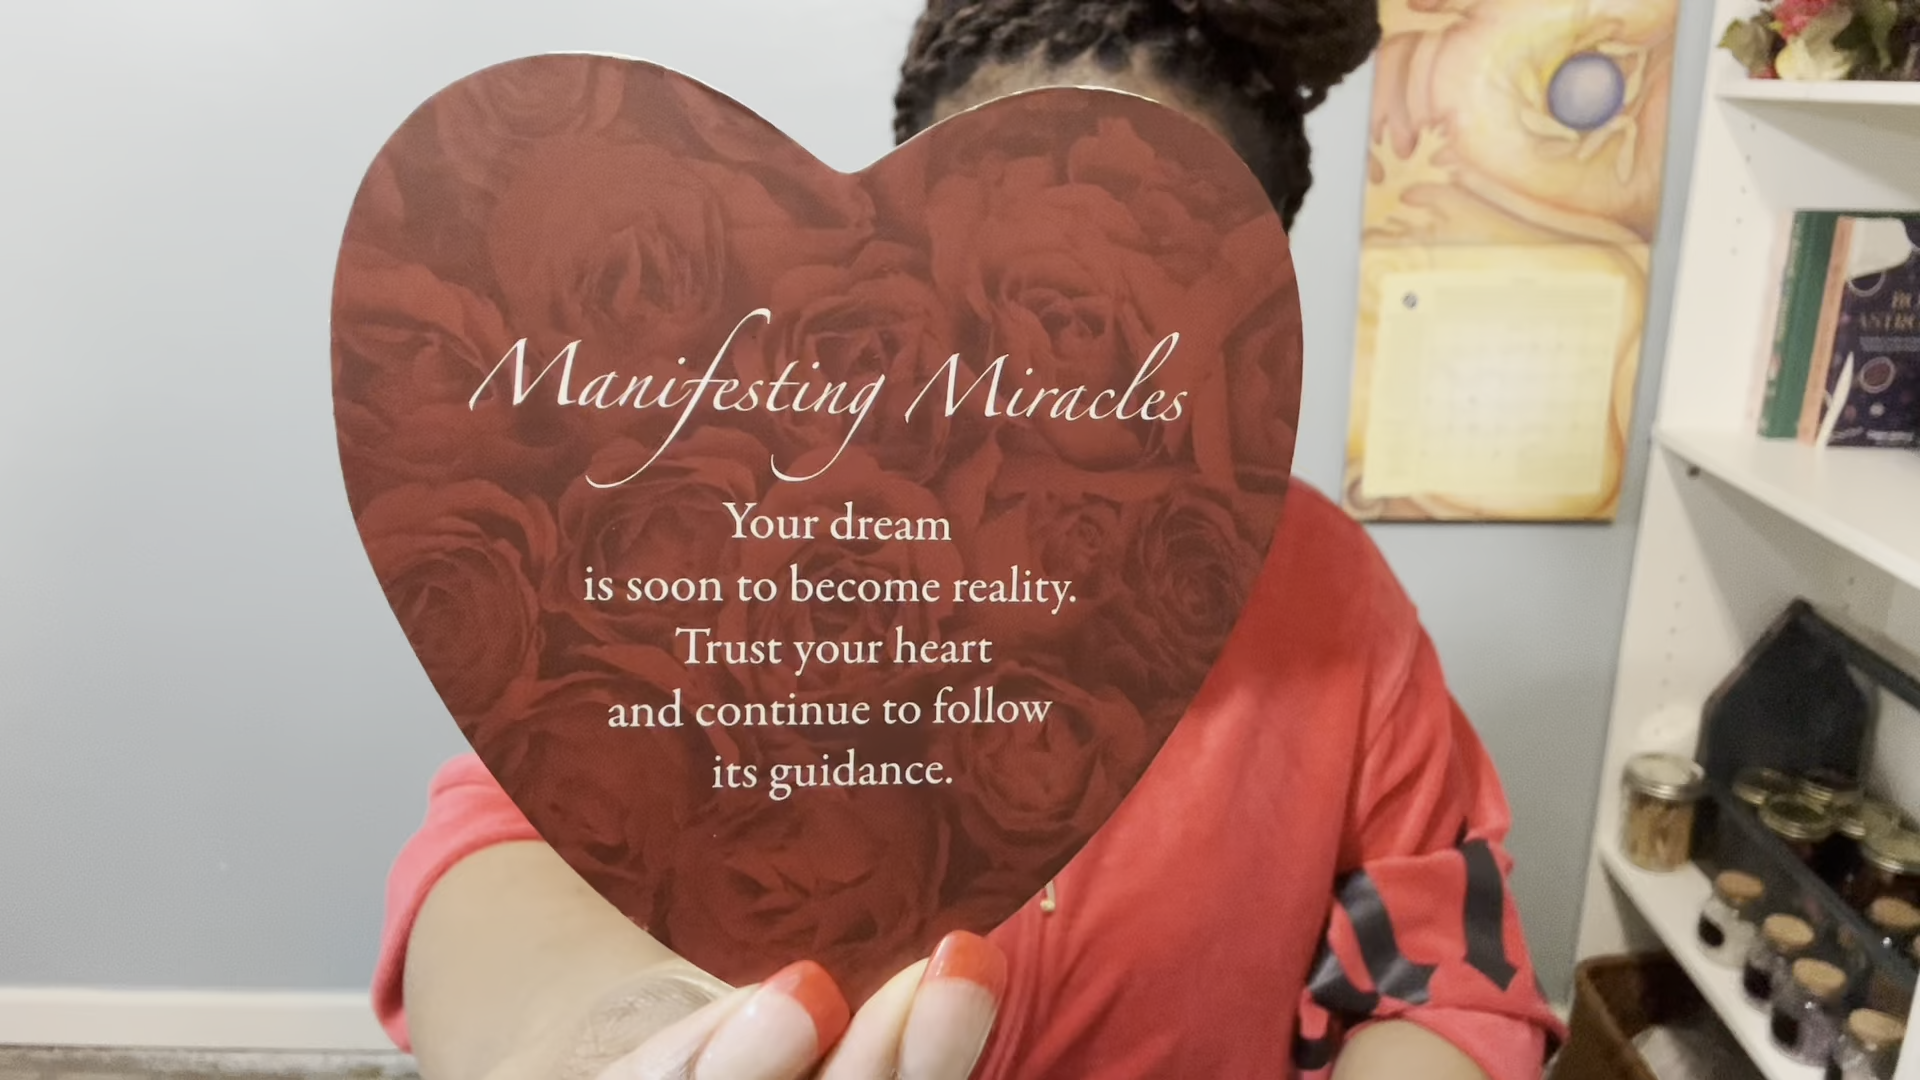 Manifesting Miracles
Your dream
is soon to become reality.
Trust your heart
and continue to follow
its guidance.